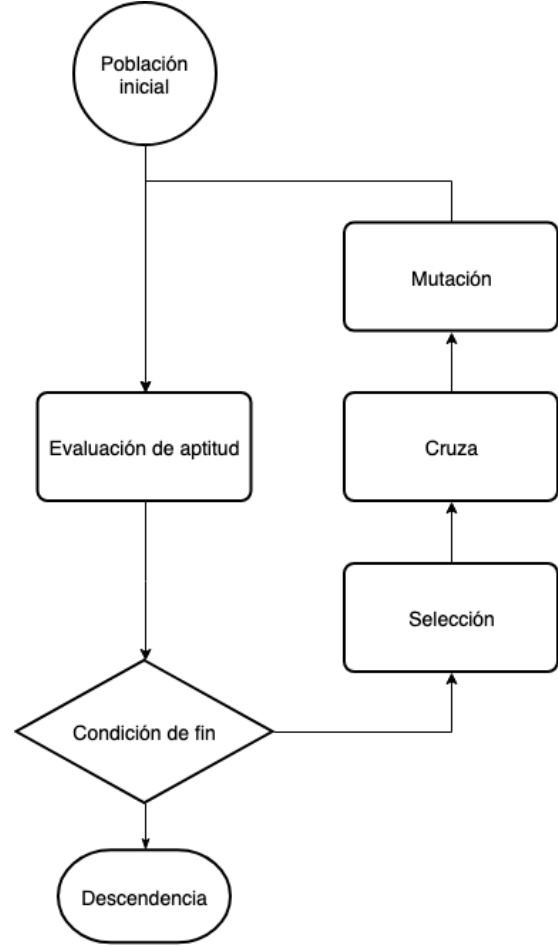 Población
inicial
Mutación
Evaluación de aptitud
Cruza
Selección
Condición de fin
Descendencia